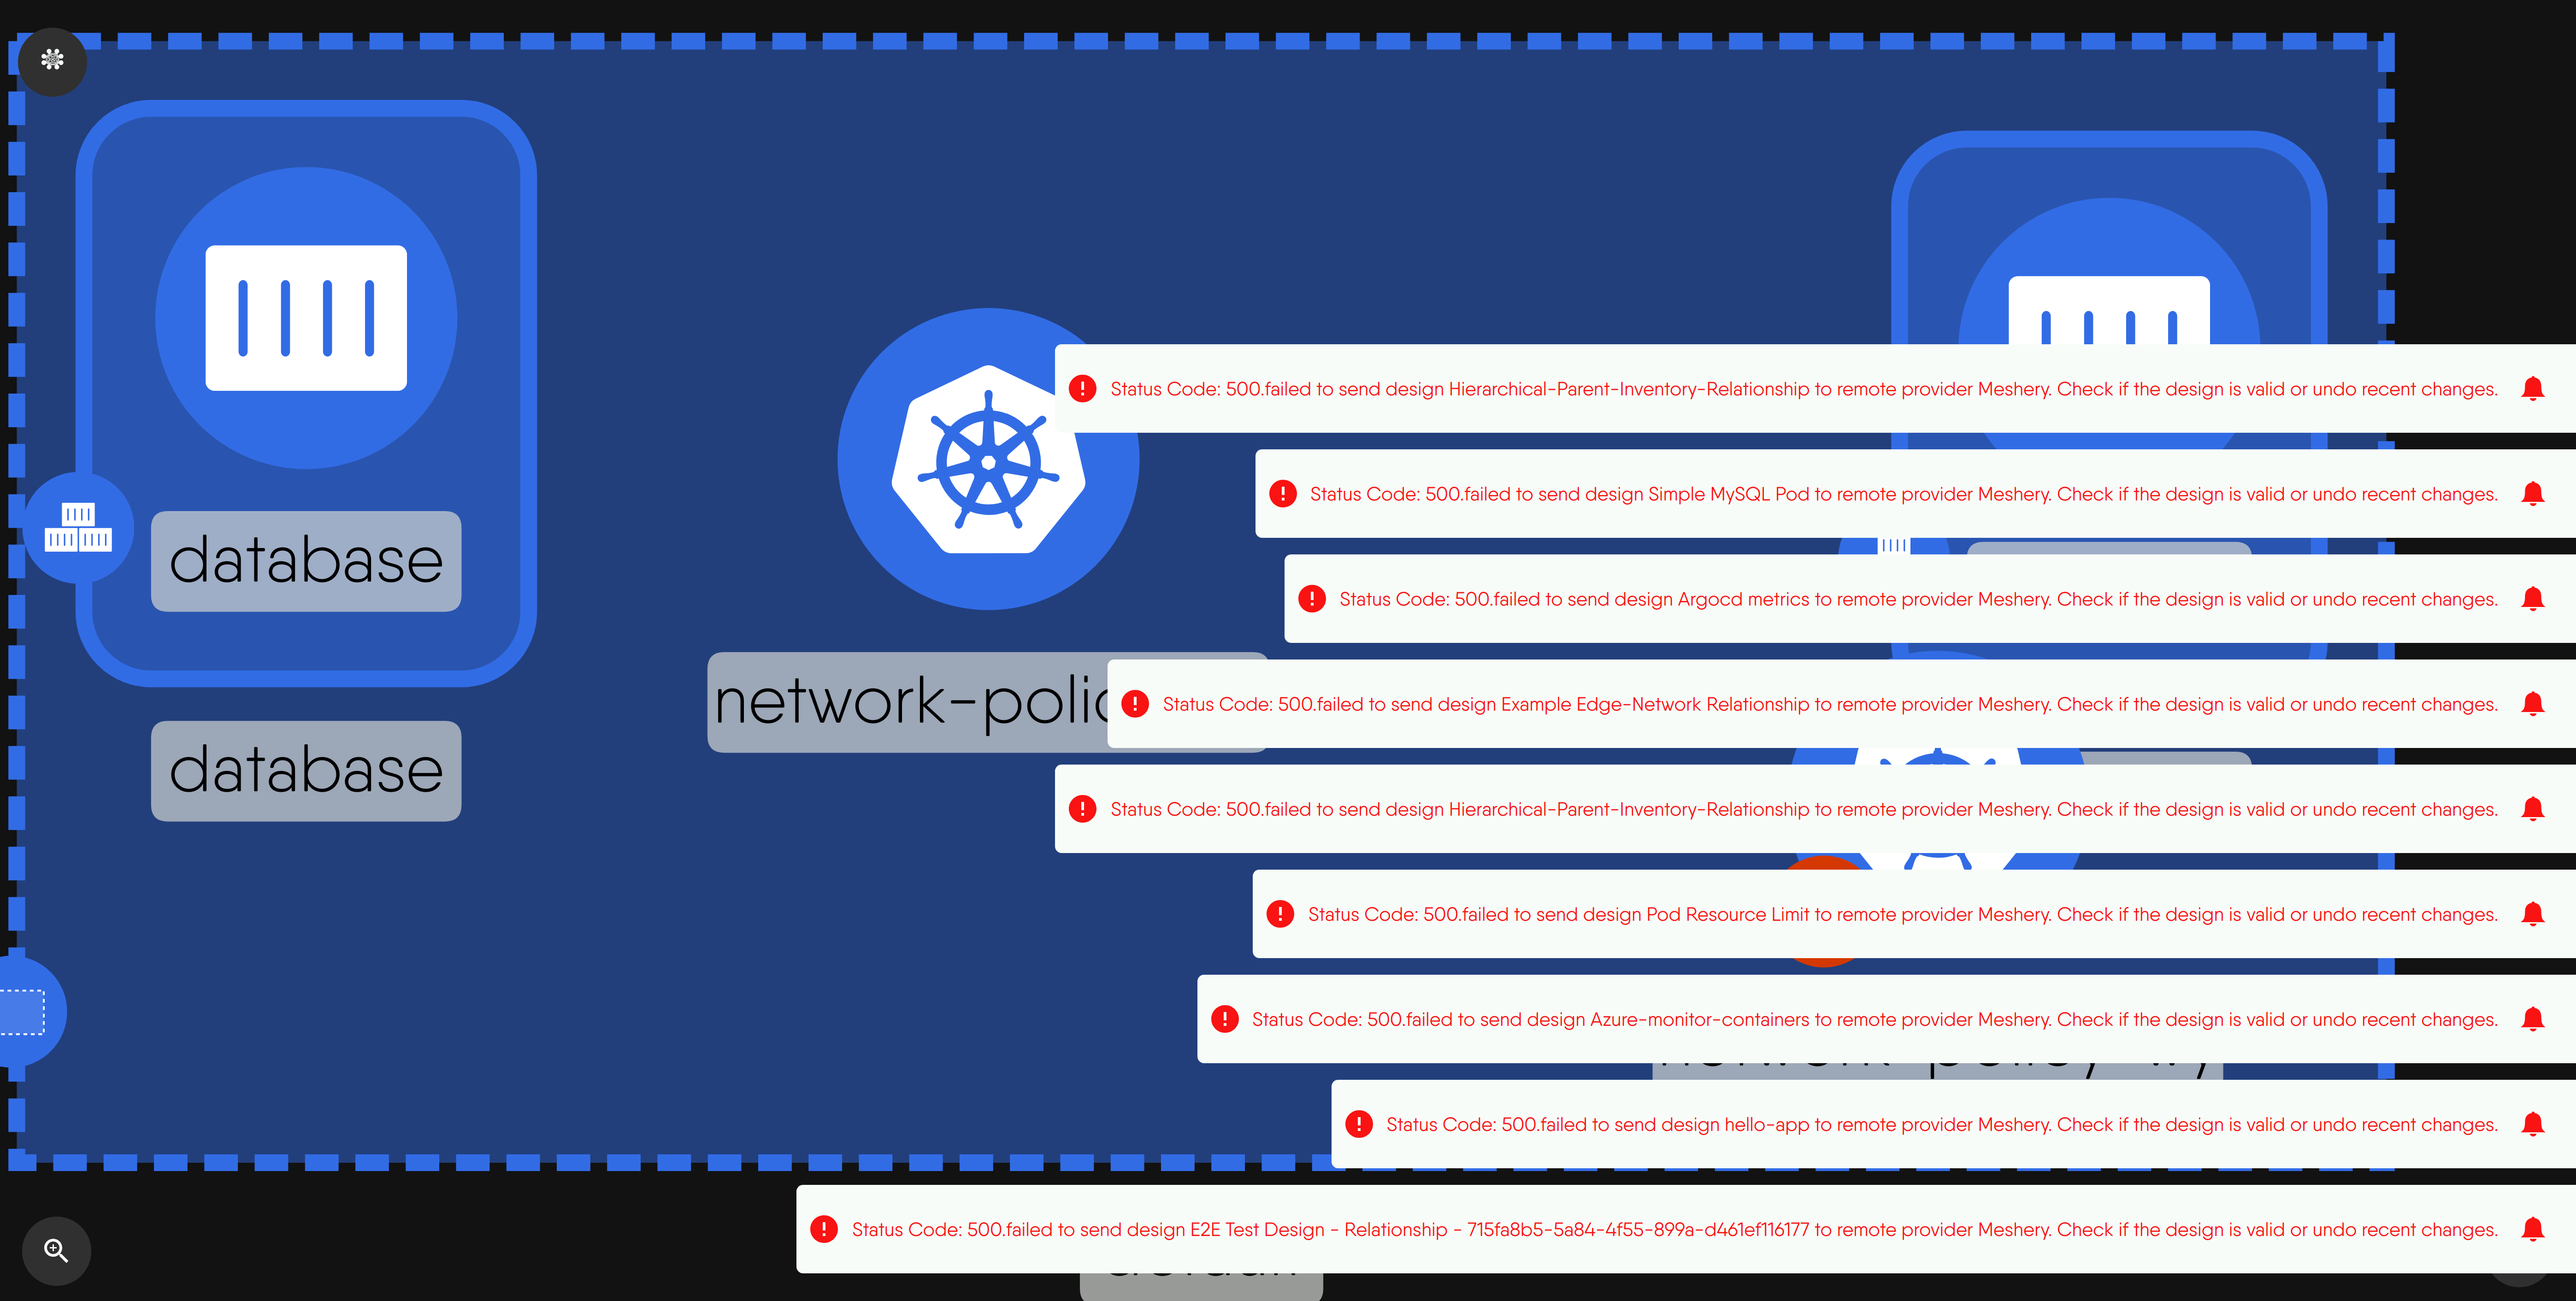 database
database
network-polic
Status Code: 500.failed to send design Hierarchical-Parent-Inventory-Relationship to remote provider Meshery. Check if the design is valid or undo recent changes.
Status Code: 500.failed to send design Simple MySQL Pod to remote provider Meshery. Check if the design is valid or undo recent changes.
Status Code: 500.failed to send design Argocd metrics to remote provider Meshery. Check if the design is valid or undo recent changes.
Status Code: 500.failed to send design Example Edge-Network Relationship to remote provider Meshery. Check if the design is valid or undo recent changes.
Status Code: 500.failed to send design Hierarchical-Parent-Inventory-Relationship to remote provider Meshery. Check if the design is valid or undo recent changes.
Status Code: 500.failed to send design Pod Resource Limit to remote provider Meshery. Check if the design is valid or undo recent changes.
Status Code: 500.failed to send design Azure-monitor-containers to remote provider Meshery. Check if the design is valid or undo recent changes.
Status Code: 500.failed to send design hello-app to remote provider Meshery. Check if the design is valid or undo recent changes.
Status Code: 500.failed to send design E2E Test Design - Relationship - 715fa8b5-5a84-4f55-899a-d461ef116177 to remote provider Meshery. Check if the design is valid or undo recent changes.